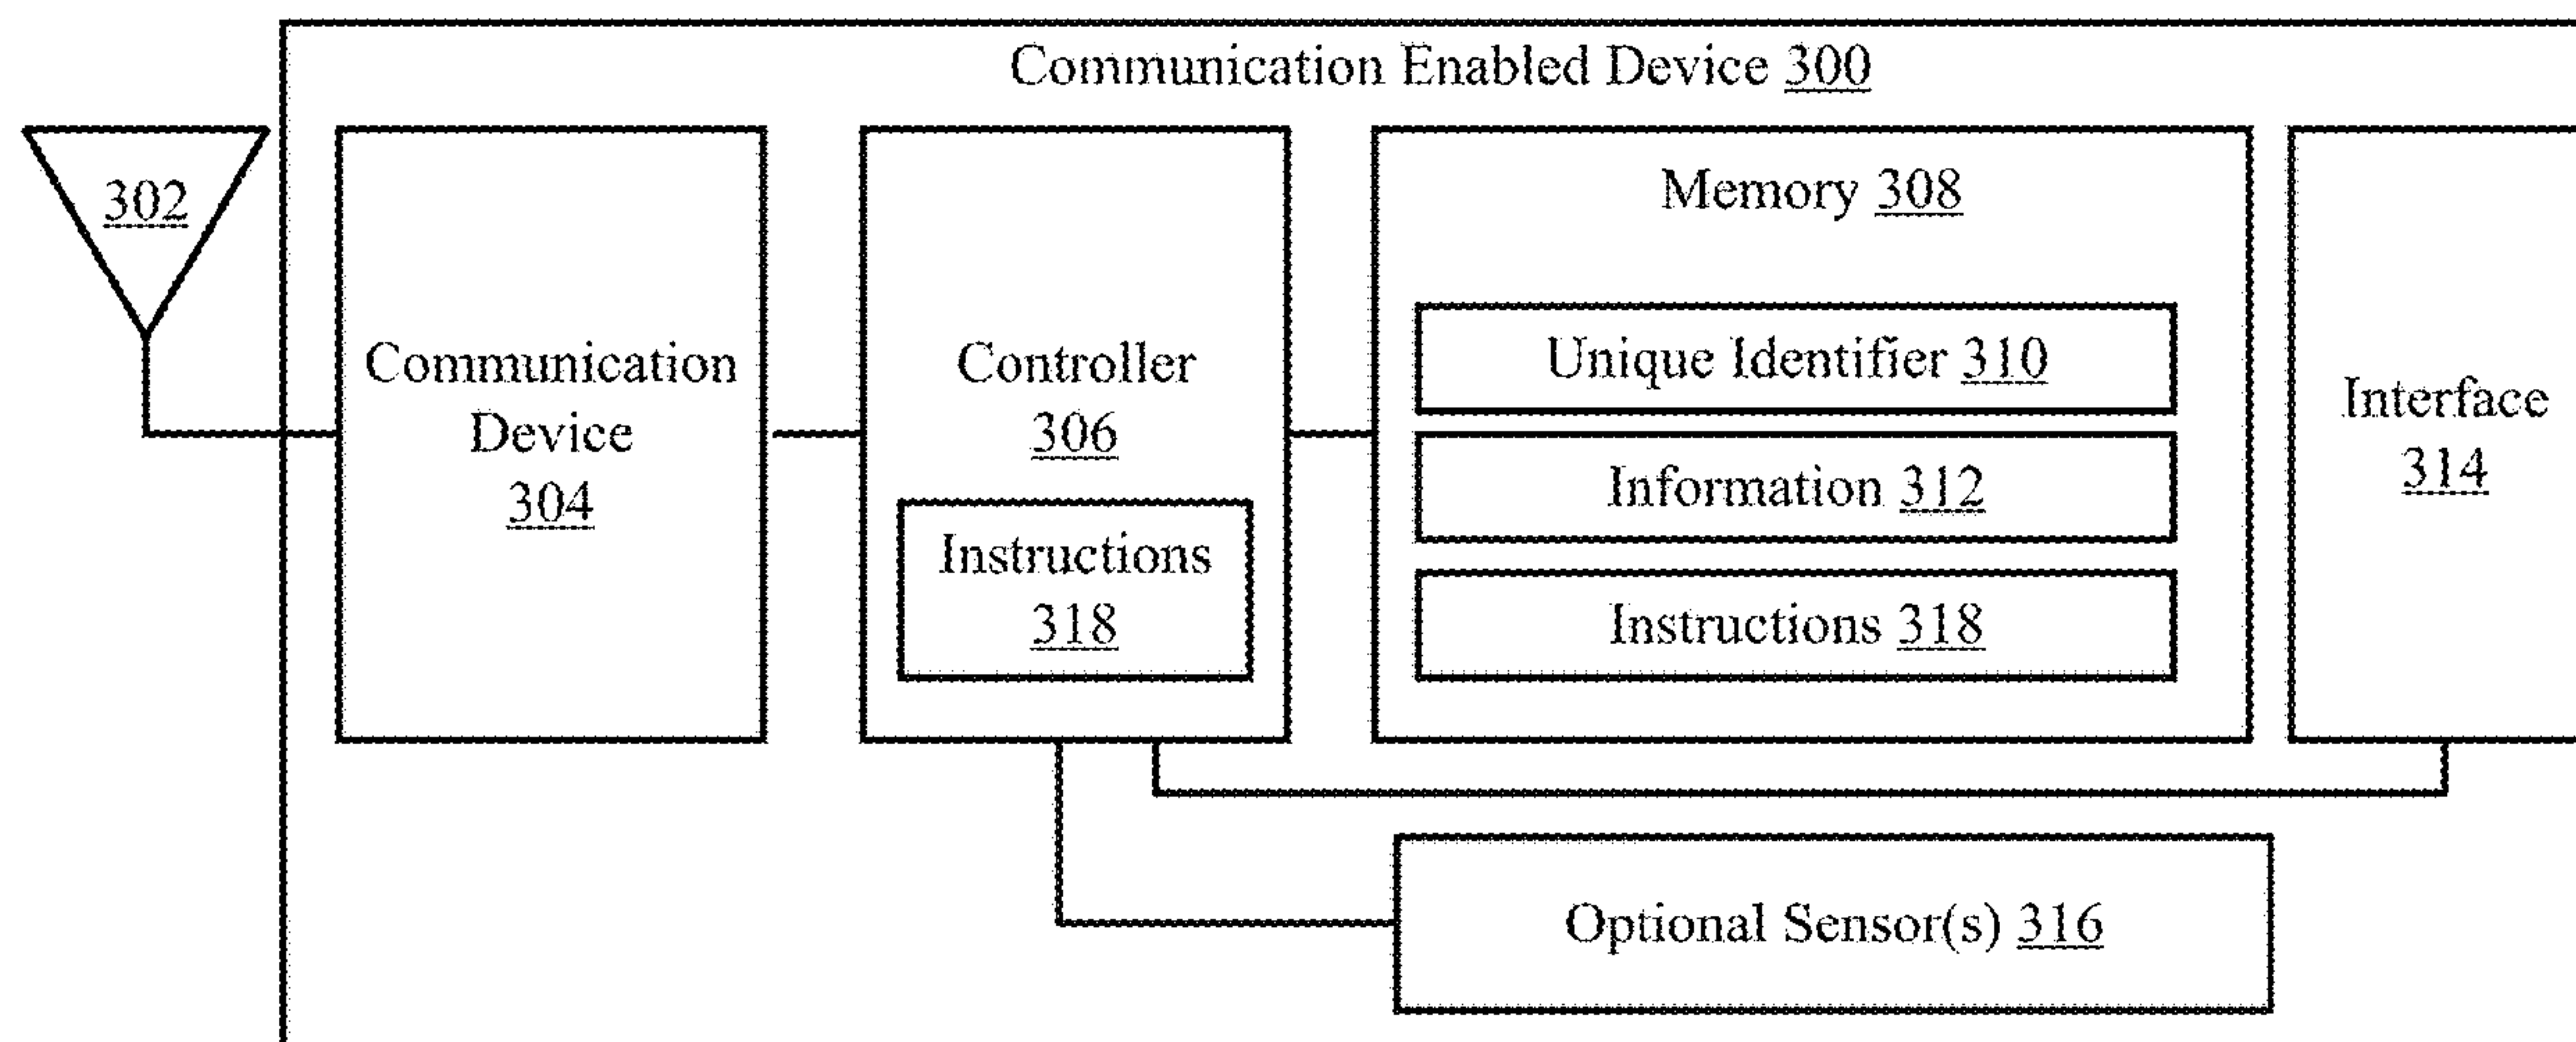 Communication Enabled Device 300
302
Communication
Device
304
Controller
306
Instructions
318
Memory 308
Unique Identifier 310
Information 312
Instructions 318
Interface
314
Optional Sensor(s) 316